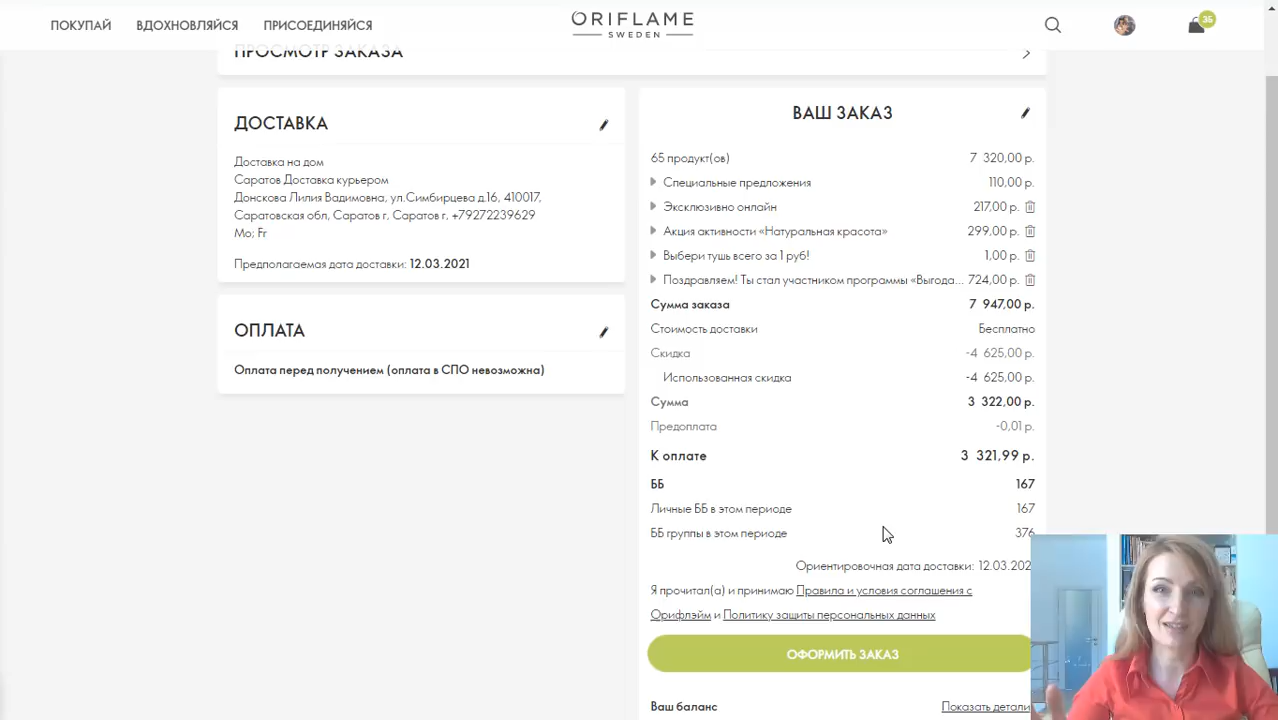 ПОКУПАЙ ВДОХНОВЛЯЙСЯ ПРИСОЕДИНЯЙСЯ
ORIFLAME
SWEDEN
36
ПРОСМОТР ЗАКАЗА
ДОСТАВКА
Доставка на дом
Саратов Доставка курьером
Донскова Лилия Вадимовна, ул.Симбирцева д.16, 410017,
Саратовская обл, Саратов г, Саратов г, +79272239629
Mo; Fr
Предполагаемая дата доставки: 12.03.2021
ОПЛАТА
Оплата перед получением (оплата в СПО невозможна)
ВАШ ЗАКАЗ
65 продукт(ов) 7 320,00 р.
Специальные предложения 110,00 р.
Эксклюзивно онлайн 217,00 р.
Акция активности «Натуральная красота» 299,00 р.
Выбери тушь всего за 1 руб! 1,00 р.
Поздравляем! Ты стал участником программы «Выгода... 724,00 р.
Сумма заказа 7 947,00 р.
Стоимость доставки Бесплатно
Скидка -4 625,00 р.
Использованная скидка -4 625,00 р.
Сумма 3 322,00 р.
Предоплата -0,01 р.
К оплате 3 321,99 р.
ББ 167
Личные ББ в этом периоде 167
ББ группы в этом периоде 376
Ориентировочная дата доставки: 12.03.202
Я прочитал(а) и принимаю Правила и условия соглашения с
Орифлэйм и Политику защиты персональных данных
ОФОРМИТЬ ЗАКАЗ
Ваш баланс Показать детали